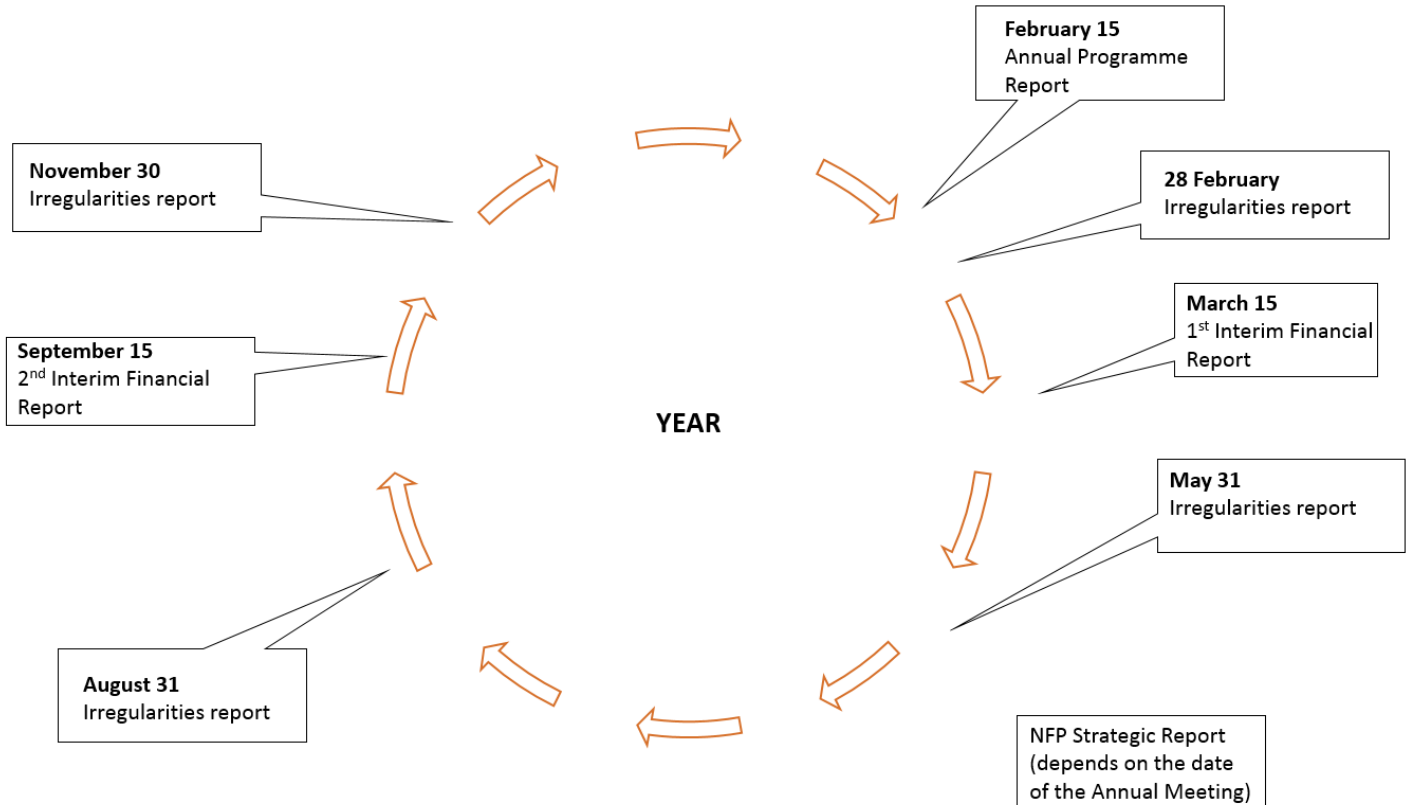 February 15
Annual Programme
Report
28 February
Irregularities report
March 15
1st Interim Financial
Report
May 31
Irregularities report
NFP Strategic Report
(depends on the date
of the Annual Meeting)
August 31
Irregularities report
September 15
2nd Interim Financial
Report
November 30
Irregularities report
YEAR